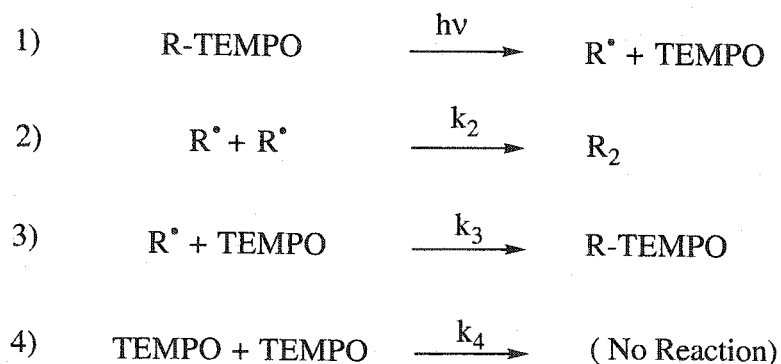 1) R-TEMPO hν R• + TEMPO
2) R• + R• k₂ R₂
3) R• + TEMPO k₃ R-TEMPO
4) TEMPO + TEMPO k₄ ( No Reaction)